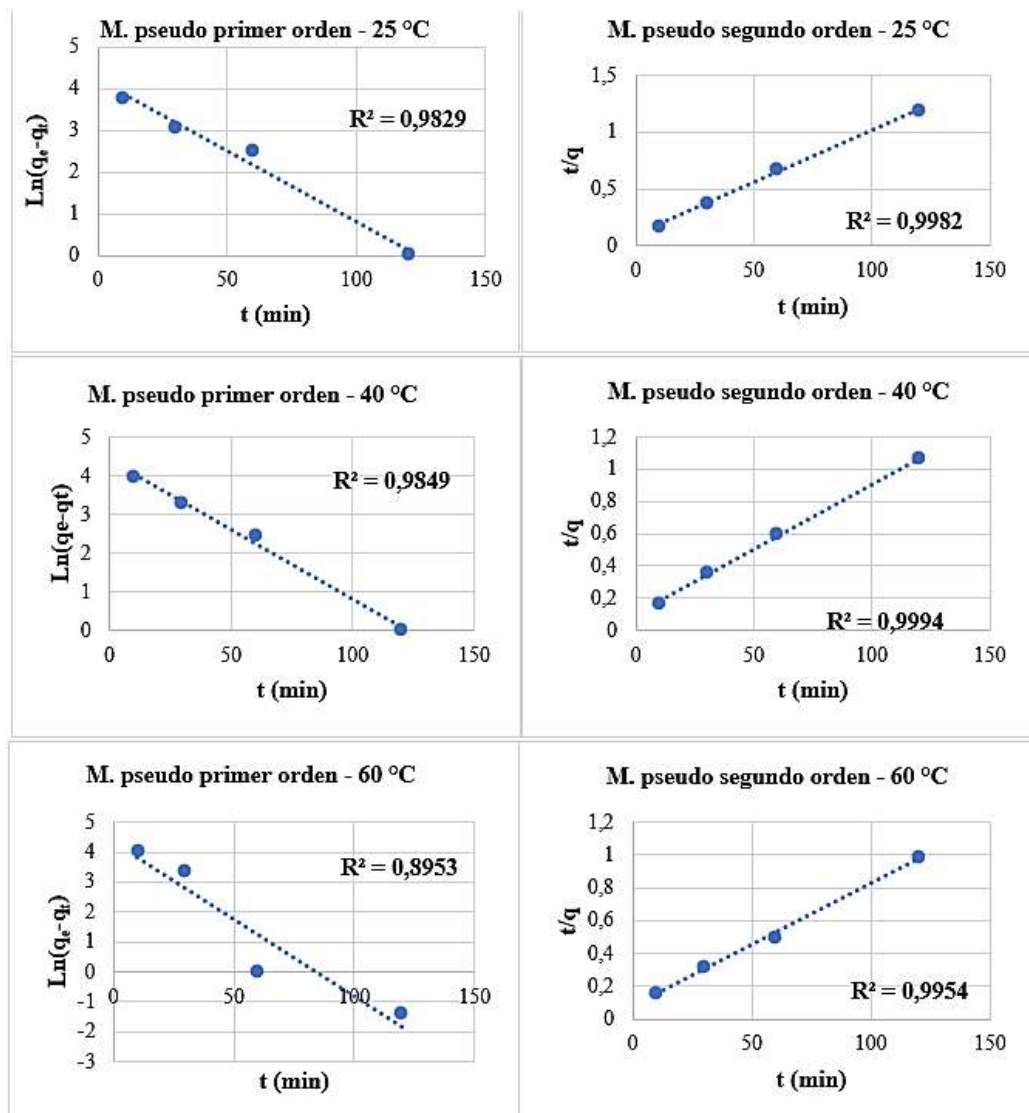 M. pseudo primer orden - 25 °C
5
4
3
2
1
0
Ln(qₑ-qₜ)
R² = 0,9829
0 50 100 150
t (min)
M. pseudo segundo orden - 25 °C
1,5
1
0,5
0
t/q
R² = 0,9982
0 50 100 150
t (min)
M. pseudo primer orden - 40 °C
5
4
3
2
1
0
Ln(qe-qt)
R² = 0,9849
0 50 100 150
t (min)
M. pseudo segundo orden - 40 °C
1,2
1
0,8
0,6
0,4
0,2
0
t/q
R² = 0,9994
0 50 100 150
t (min)
M. pseudo primer orden - 60 °C
5
4
3
2
1
0
-1
-2
-3
Ln(qₑ-qₜ)
R² = 0,8953
0 50 100 150
t (min)
M. pseudo segundo orden - 60 °C
1,2
1
0,8
0,6
0,4
0,2
0
t/q
R² = 0,9954
0 50 100 150
t (min)